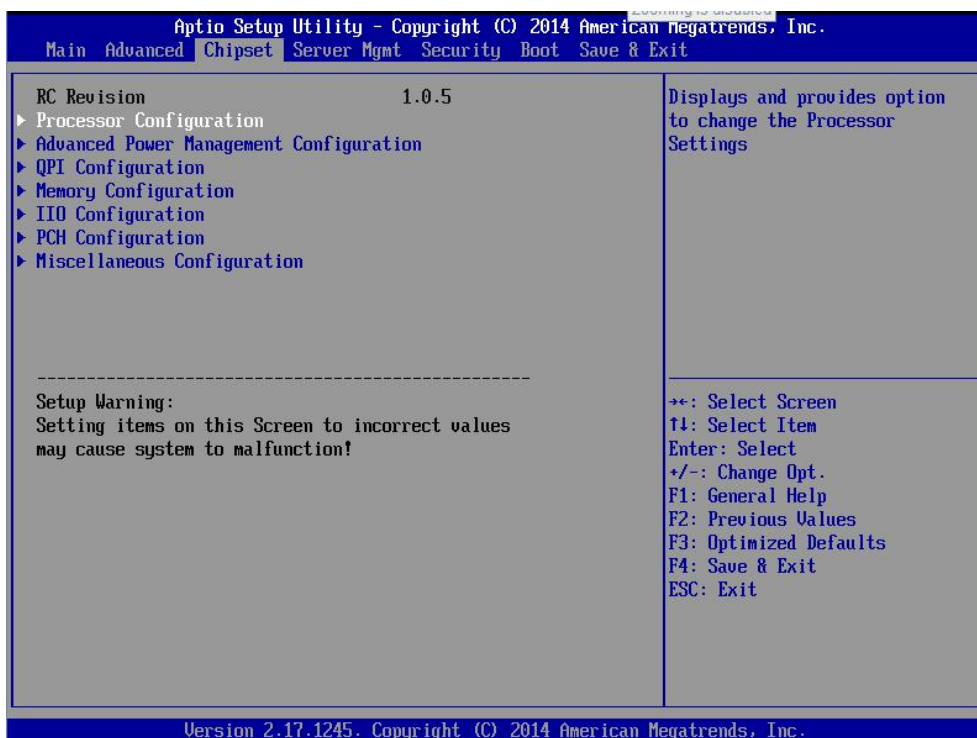 Zooming is disabled
Aptio Setup Utility - Copyright (C) 2014 American Megatrends, Inc.
Main Advanced Chipset Server Mgmt Security Boot Save & Exit
RC Revision 1.0.5
Processor Configuration
Advanced Power Management Configuration
QPI Configuration
Memory Configuration
IIO Configuration
PCH Configuration
Miscellaneous Configuration
--------------------------------------------------
Setup Warning:
Setting items on this Screen to incorrect values
may cause system to malfunction!
Displays and provides option
to change the Processor
Settings
→←: Select Screen
↑↓: Select Item
Enter: Select
+/-: Change Opt.
F1: General Help
F2: Previous Values
F3: Optimized Defaults
F4: Save & Exit
ESC: Exit
Version 2.17.1245. Copyright (C) 2014 American Megatrends, Inc.